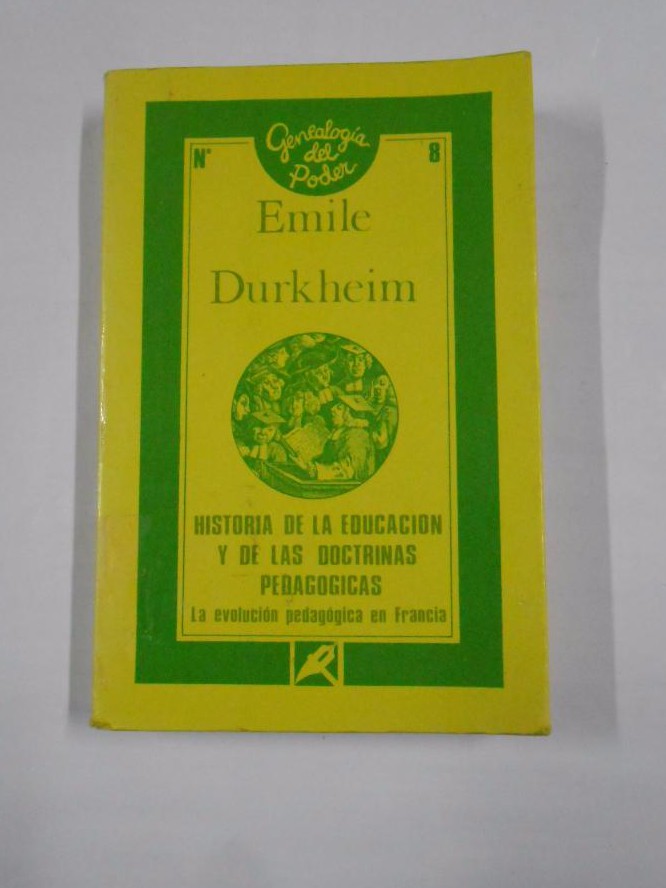 Genealogía
del
Poder
Nº 8
Emile
Durkheim
HISTORIA DE LA EDUCACION
Y DE LAS DOCTRINAS
PEDAGOGICAS
La evolución pedagógica en Francia